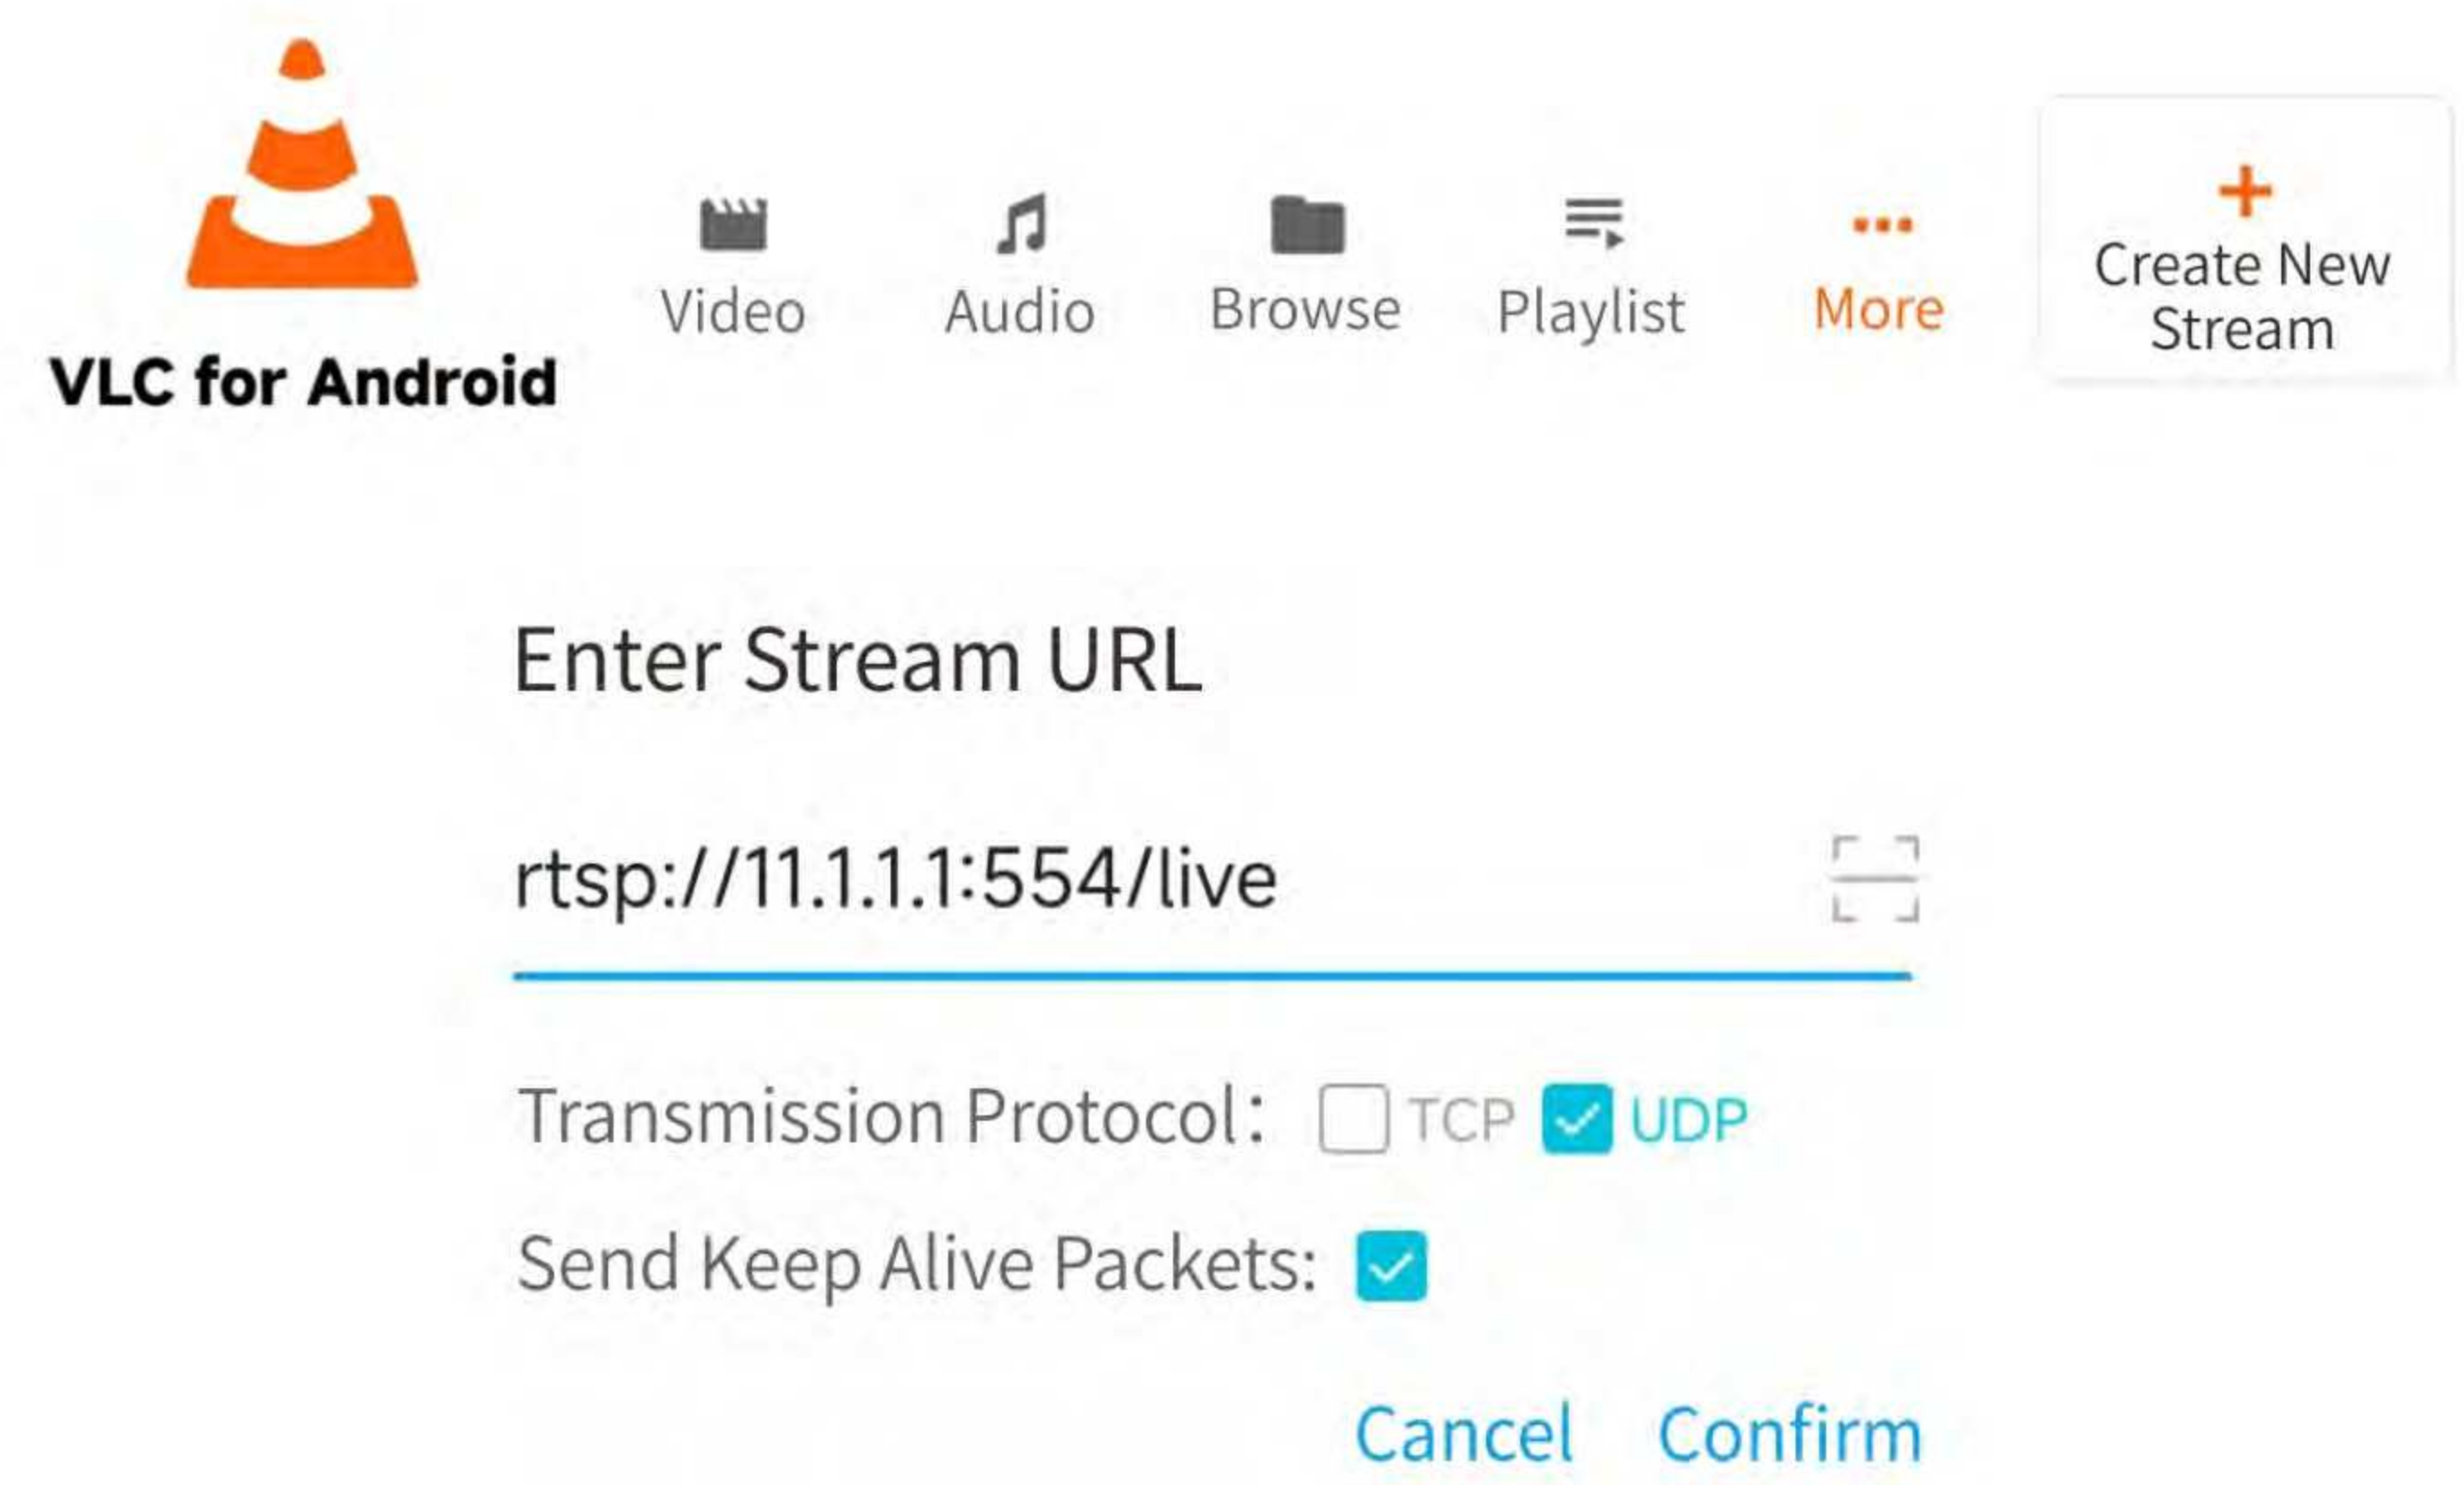 VLC for Android
Video
Audio
Browse
Playlist
More
Create New
Stream
Enter Stream URL
rtsp://11.1.1.1:554/live
Transmission Protocol: TCP UDP
Send Keep Alive Packets:
Cancel Confirm